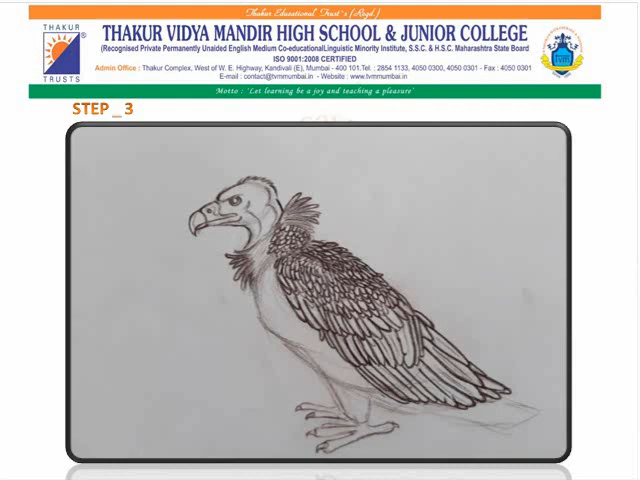 Thakur Educational Trust's (Regd.)
THAKUR VIDYA MANDIR HIGH SCHOOL & JUNIOR COLLEGE
(Recognised Private Permanently Unaided English Medium Co-educationalLinguistic Minority Institute, S.S.C. & H.S.C. Maharashtra State Board
ISO 9001:2008 CERTIFIED
Admin Office : Thakur Complex, West of W. E. Highway, Kandivali (E), Mumbai - 400 101.Tel. : 2854 1133, 4050 0300, 4050 0301 - Fax : 4050 0301
E-mail : contact@tvmmumbai.in - Website : www.tvmmumbai.in
THAKUR
®
TRUSTS
TVM
Motto : 'Let learning be a joy and teaching a pleasure'
STEP _ 3